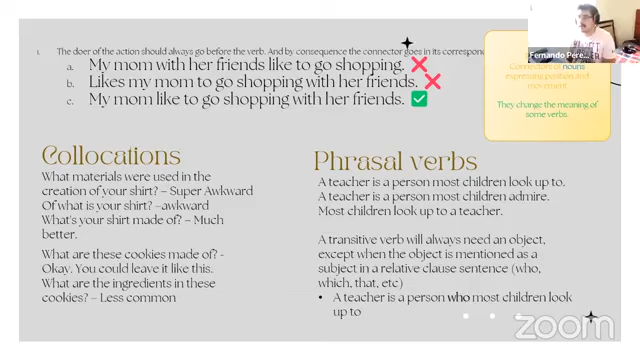 1. The doer of the action should always go before the verb. And by consequence the connector goes in its correspond
a. My mom with her friends like to go shopping.
b. Likes my mom to go shopping with her friends.
c. My mom like to go shopping with her friends.
Fernando Pere
Connectors of nouns
expressing position and
movement.
They change the meaning of
some verbs.
Collocations
What materials were used in the
creation of your shirt? – Super Awkward
Of what is your shirt? –awkward
What's your shirt made of? – Much
better.
What are these cookies made of? -
Okay. You could leave it like this.
What are the ingredients in these
cookies? – Less common
Phrasal verbs
A teacher is a person most children look up to.
A teacher is a person most children admire.
Most children look up to a teacher.
A transitive verb will always need an object,
except when the object is mentioned as a
subject in a relative clause sentence (who,
which, that, etc)
• A teacher is a person who most children look
up to
zoom